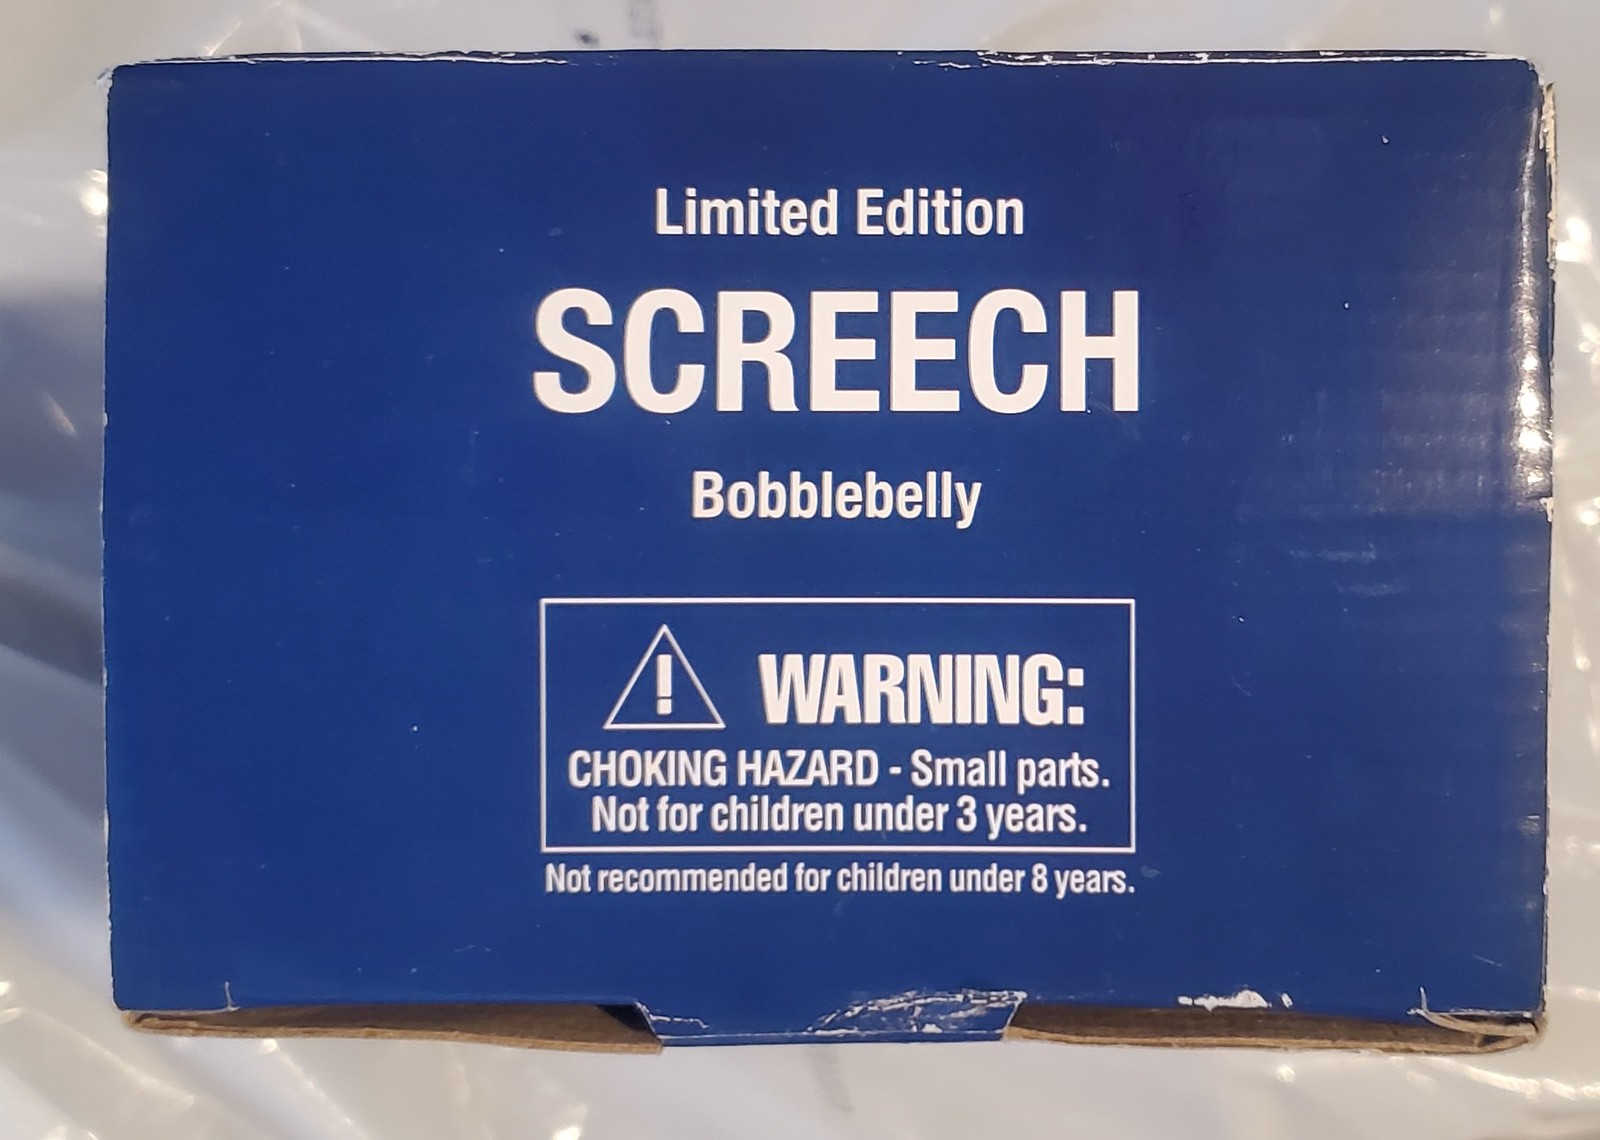 Limited Edition
SCREECH
Bobblebelly
! WARNING:
CHOKING HAZARD - Small parts.
Not for children under 3 years.
Not recommended for children under 8 years.